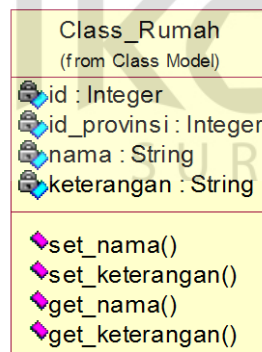 Class_Rumah
(from Class Model)
id : Integer
id_provinsi : Integer
nama : String
keterangan : String
set_nama()
set_keterangan()
get_nama()
get_keterangan()